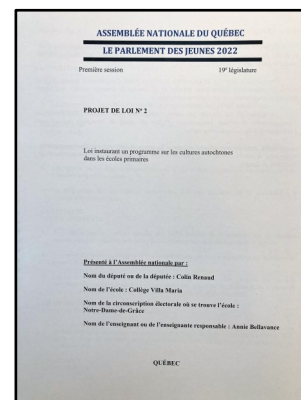 ASSEMBLÉE NATIONALE DU QUÉBEC
LE PARLEMENT DES JEUNES 2022
Première session 19e législature
PROJET DE LOI No 2
Loi instaurant un programme sur les cultures autochtones
dans les écoles primaires
Présenté à l'Assemblée nationale par :
Nom du député ou de la députée : Colin Renaud
Nom de l'école : Collège Villa Maria
Nom de la circonscription électorale où se trouve l'école :
Notre-Dame-de-Grâce
Nom de l'enseignant ou de l'enseignante responsable : Annie Bellavance
QUÉBEC